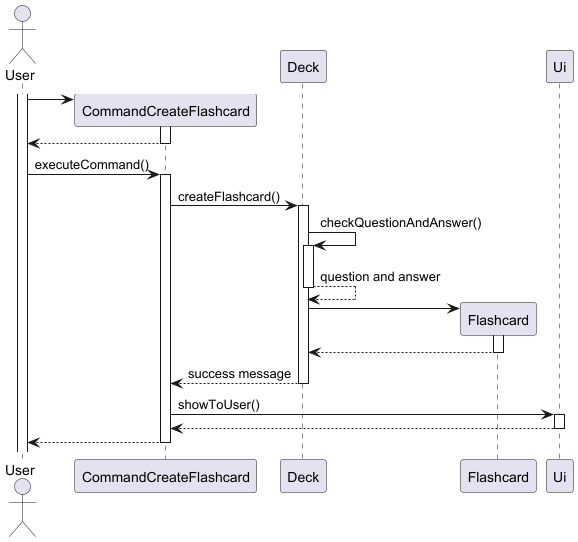 User
Deck
Ui
CommandCreateFlashcard
executeCommand()
createFlashcard()
checkQuestionAndAnswer()
question and answer
Flashcard
success message
showToUser()
User
CommandCreateFlashcard
Deck
Flashcard
Ui